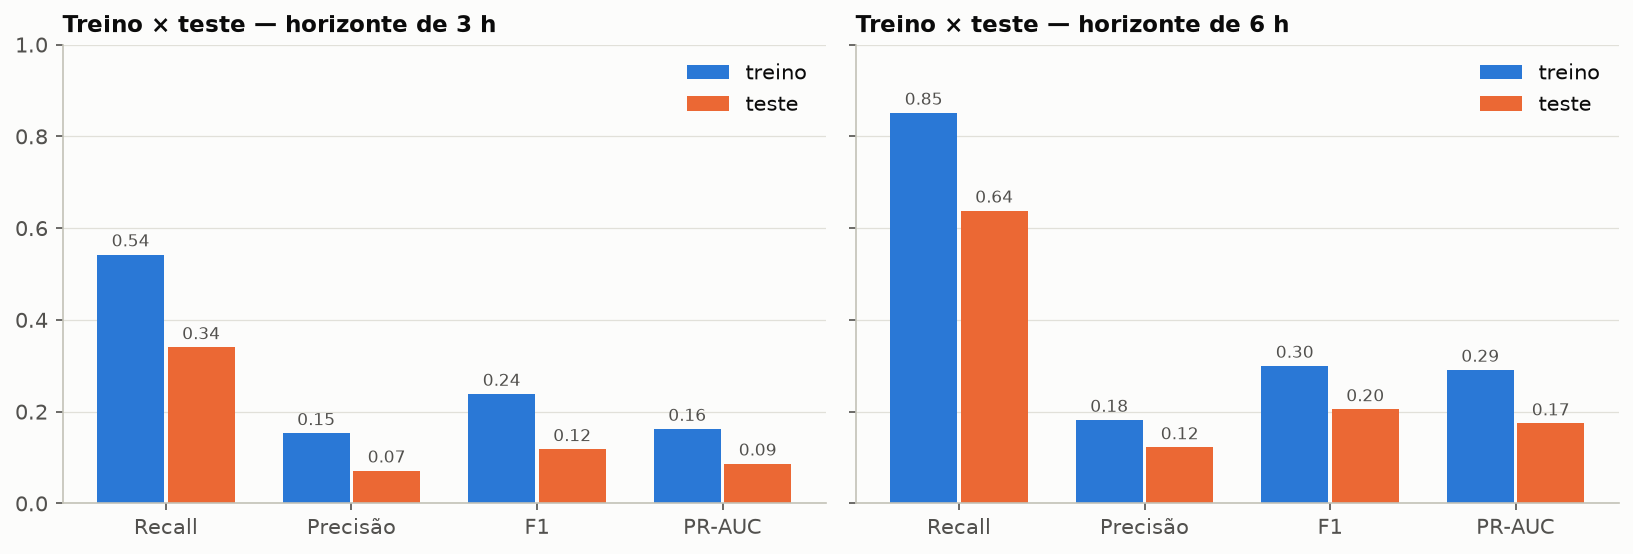 Treino × teste — horizonte de 3 h
treino
teste
1.0
0.8
0.6
0.4
0.2
0.0
0.54
0.34
0.15
0.07
0.24
0.12
0.16
0.09
Recall
Precisão
F1
PR-AUC
Treino × teste — horizonte de 6 h
treino
teste
0.85
0.64
0.18
0.12
0.30
0.20
0.29
0.17
Recall
Precisão
F1
PR-AUC